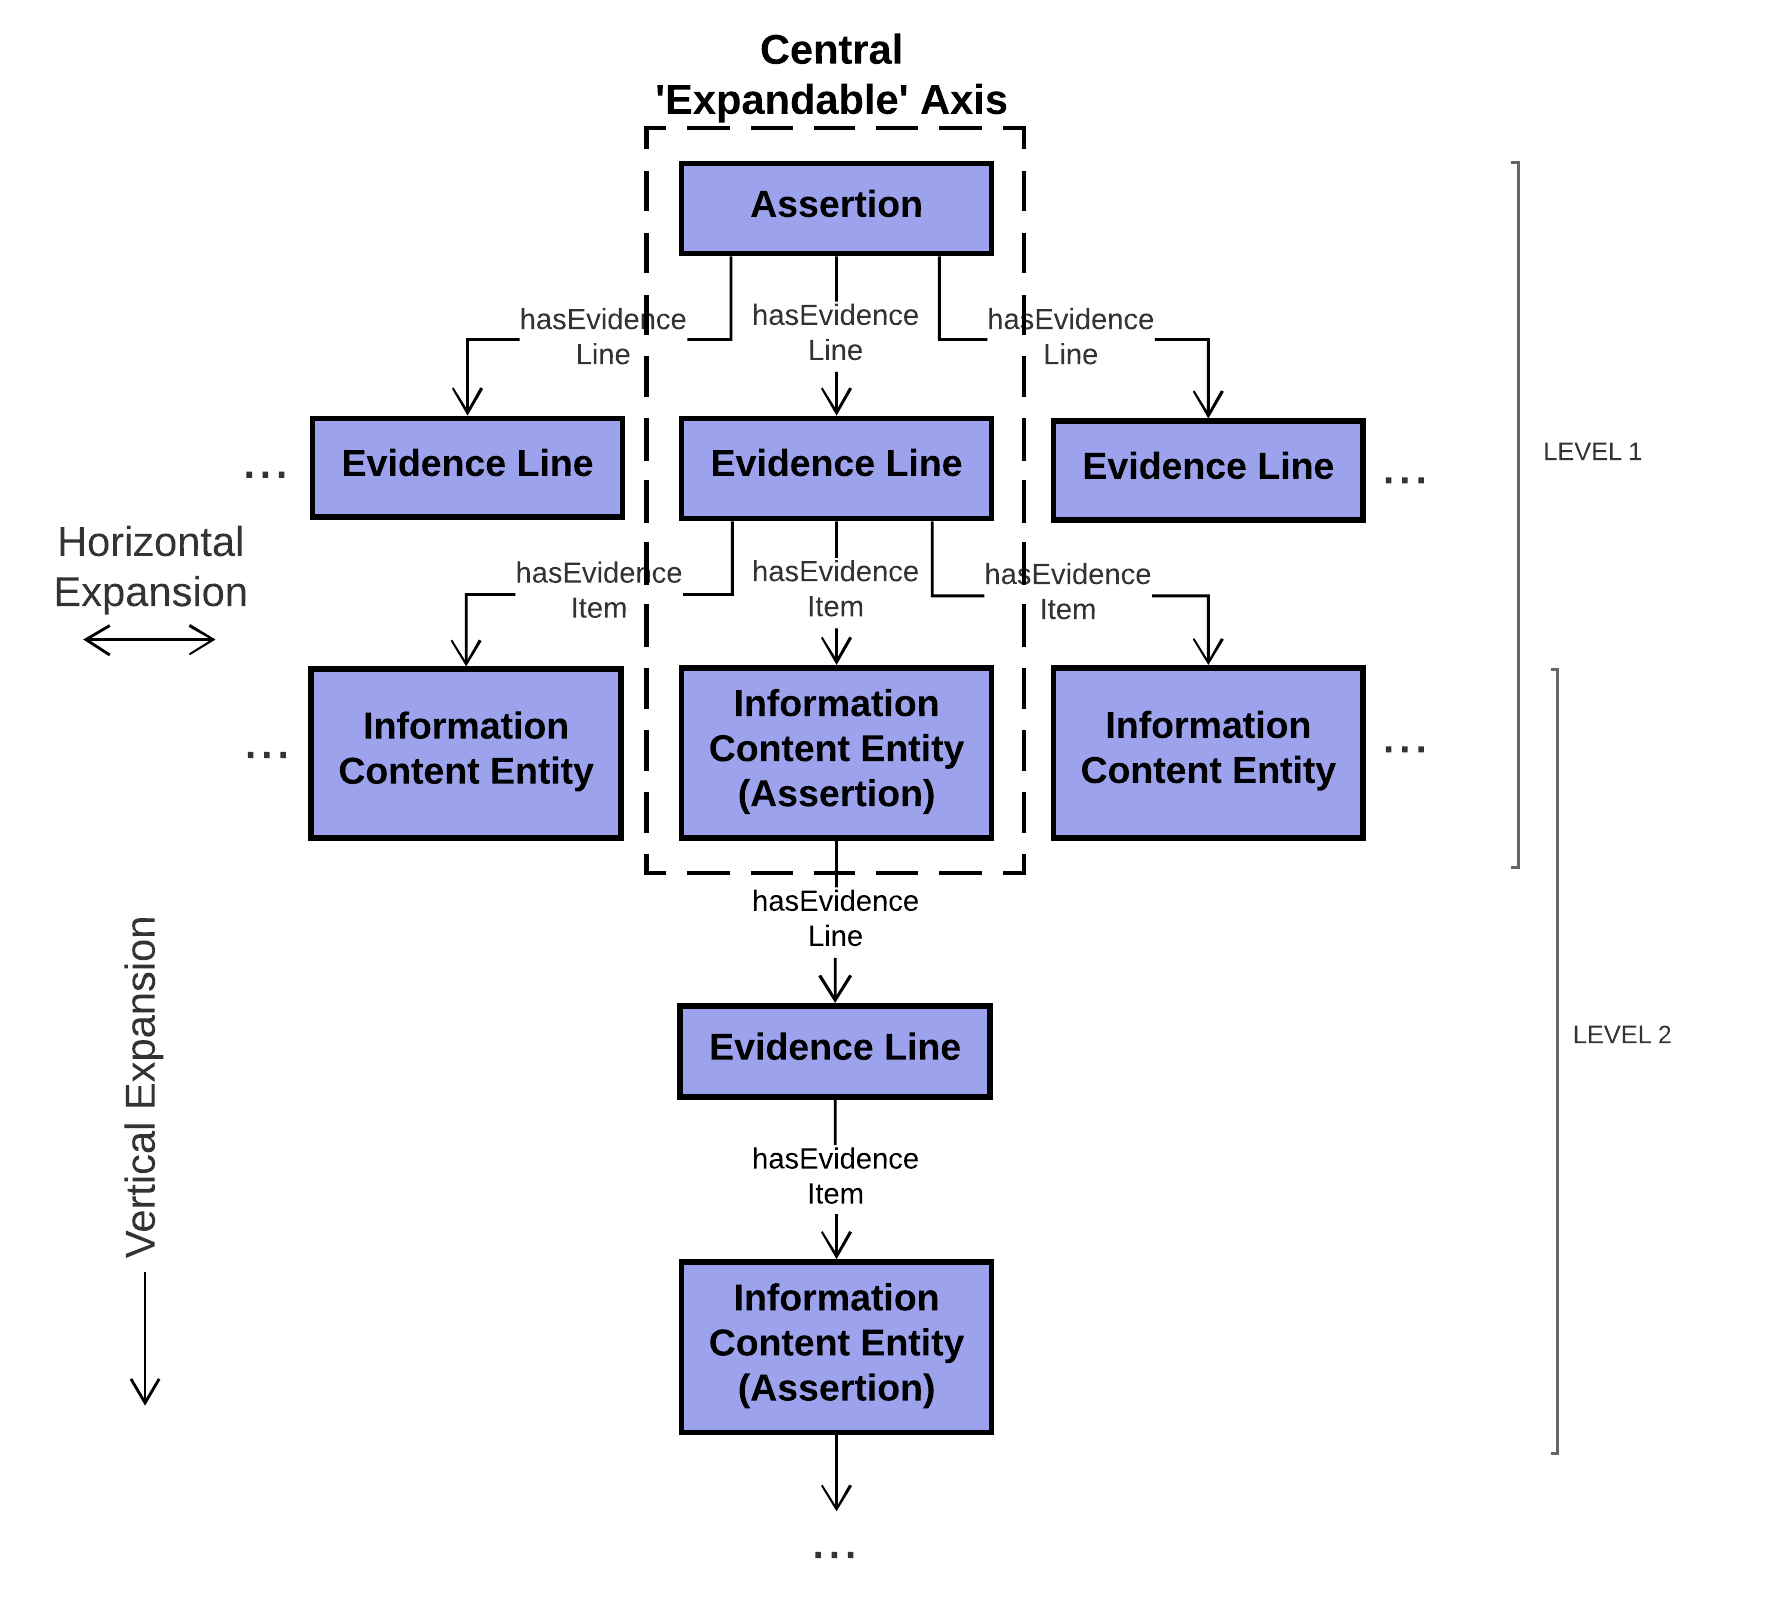 Central
'Expandable' Axis
Assertion
hasEvidence
Line
hasEvidence
Line
hasEvidence
Line
... Evidence Line
Evidence Line
Evidence Line ...
LEVEL 1
Horizontal
Expansion
hasEvidence
Item
hasEvidence
Item
hasEvidence
Item
... Information
Content Entity
Information
Content Entity
(Assertion)
Information
Content Entity ...
hasEvidence
Line
Vertical Expansion
Evidence Line
LEVEL 2
hasEvidence
Item
Information
Content Entity
(Assertion)
...